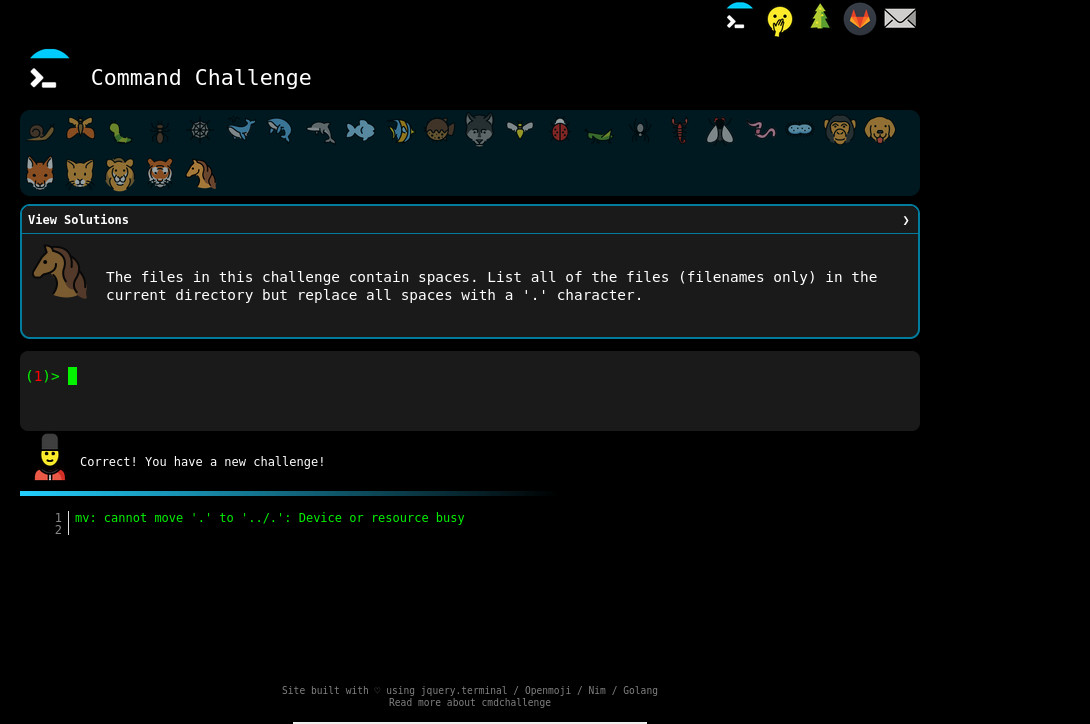 Command Challenge
View Solutions ❯
The files in this challenge contain spaces. List all of the files (filenames only) in the
current directory but replace all spaces with a '.' character.
(1)>
Correct! You have a new challenge!
1 mv: cannot move '.' to '../.': Device or resource busy
2
Site built with ♡ using jquery.terminal / Openmoji / Nim / Golang
Read more about cmdchallenge